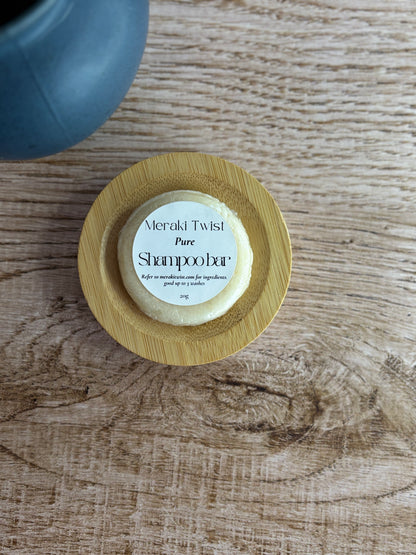 Meraki Twist
Pure
Shampoo bar
Refer to merakitwist.com for ingredients
good up to 3 washes
20g